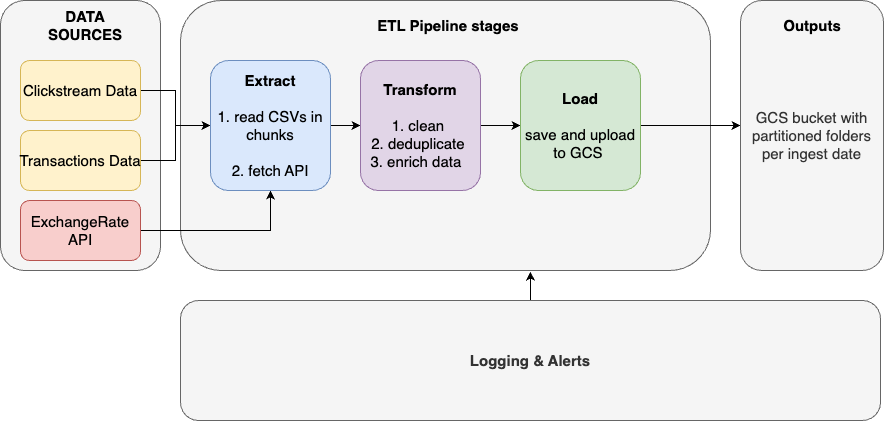 DATA
SOURCES
Clickstream Data
Transactions Data
ExchangeRate
API
ETL Pipeline stages
Extract
1. read CSVs in
chunks
2. fetch API
Transform
1. clean
2. deduplicate
3. enrich data
Load
save and upload
to GCS
Outputs
GCS bucket with
partitioned folders
per ingest date
Logging & Alerts